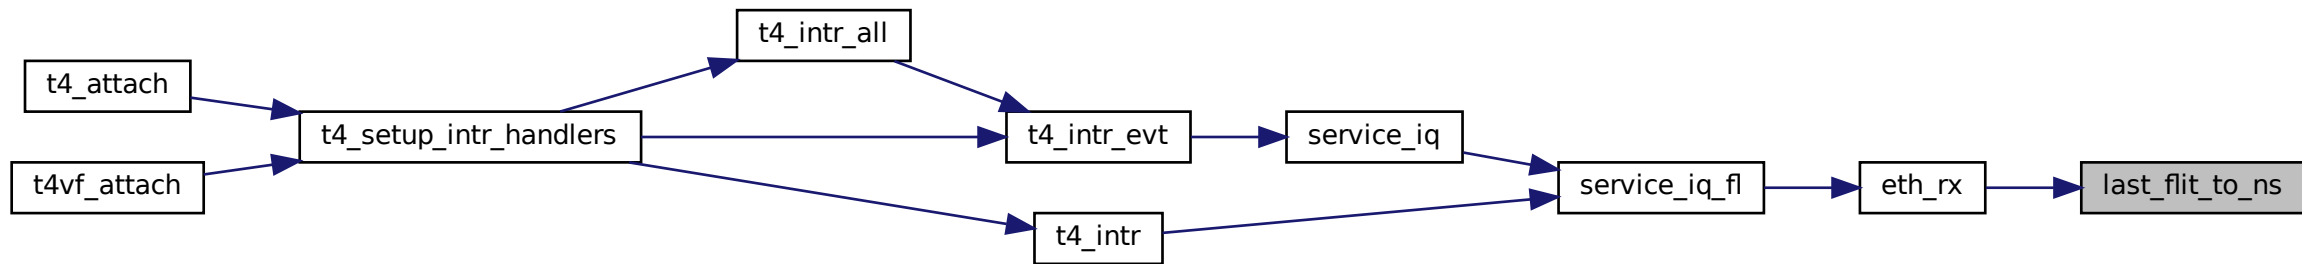 t4_attach
t4vf_attach
t4_setup_intr_handlers
t4_intr_all
t4_intr_evt
t4_intr
service_iq
service_iq_fl
eth_rx
last_flit_to_ns